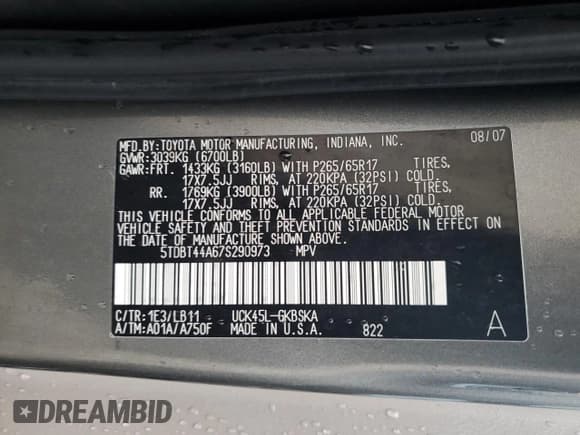 MFD.BY:TOYOTA MOTOR MANUFACTURING, INDIANA, INC. 08/07
GVWR:3039KG (6700LB)
GAWR:FRT. 1433KG (3160LB) WITH P265/65R17 TIRES,
17X7.5JJ RIMS, AT 220KPA (32PSI) COLD.
RR. 1769KG (3900LB) WITH P265/65R17 TIRES,
17X7.5JJ RIMS, AT 220KPA (32PSI) COLD.
THIS VEHICLE CONFORMS TO ALL APPLICABLE FEDERAL MOTOR
VEHICLE SAFETY AND THEFT PREVENTION STANDARDS IN EFFECT ON
THE DATE OF MANUFACTURE SHOWN ABOVE.
5TDBT44A67S290973 MPV
C/TR:1E3/LB11 UCK45L-GKBSKA
A/TM:A01A/A750F MADE IN U.S.A. 822 A
DREAMBID